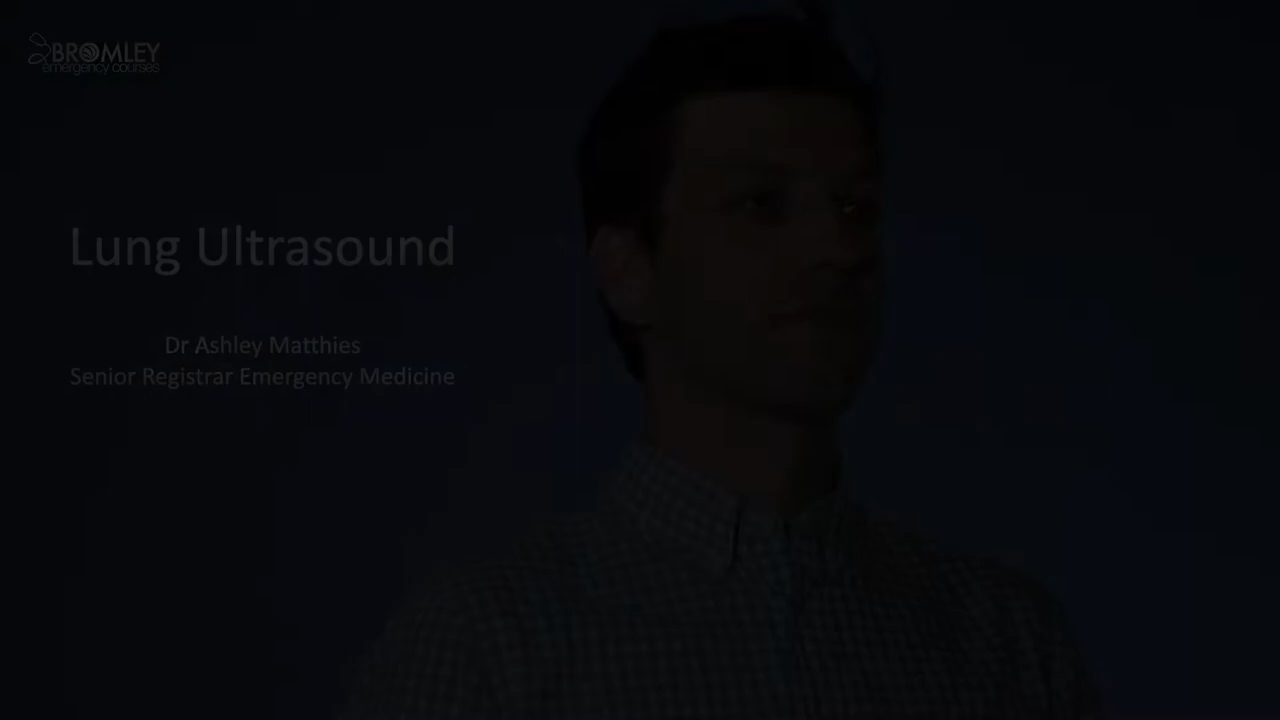 BROMLEY
emergency courses
Lung Ultrasound
Dr Ashley Matthies
Senior Registrar Emergency Medicine